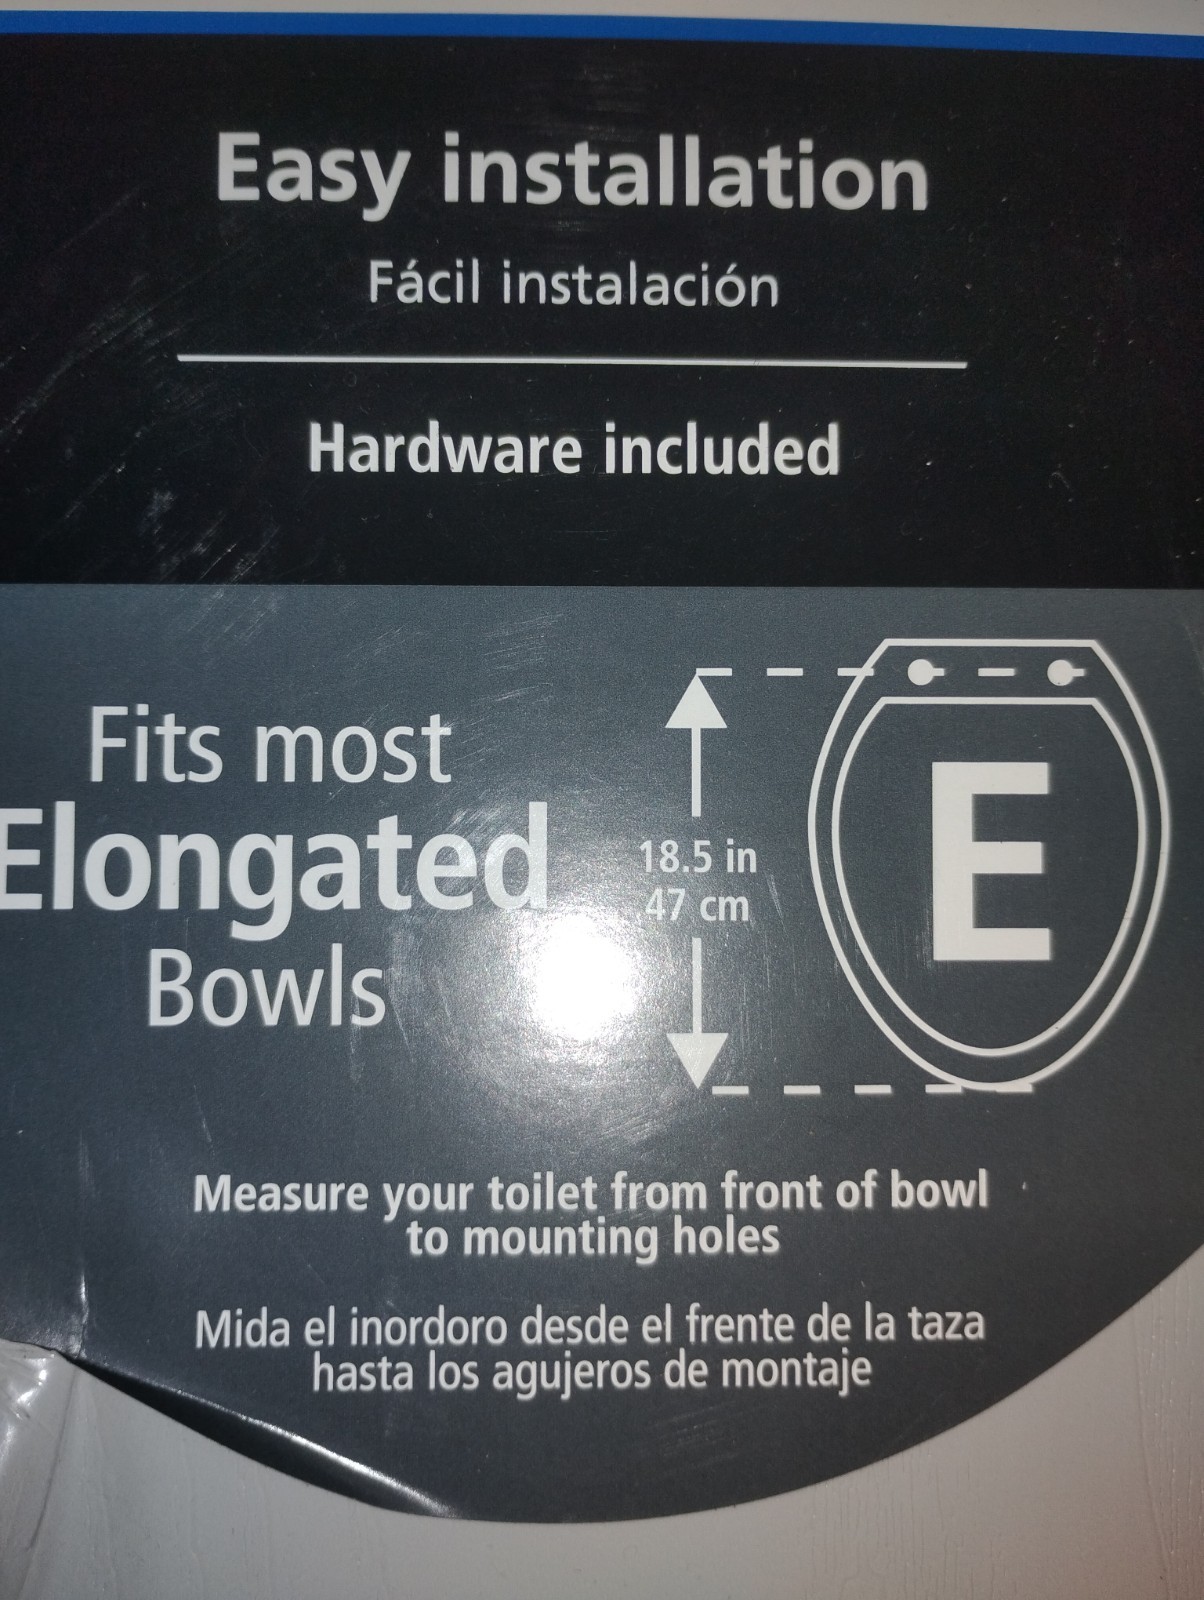 Easy installation
Fácil instalación
Hardware included
Fits most
Elongated
Bowls
18.5 in
47 cm
E
Measure your toilet from front of bowl
to mounting holes
Mida el inordoro desde el frente de la taza
hasta los agujeros de montaje